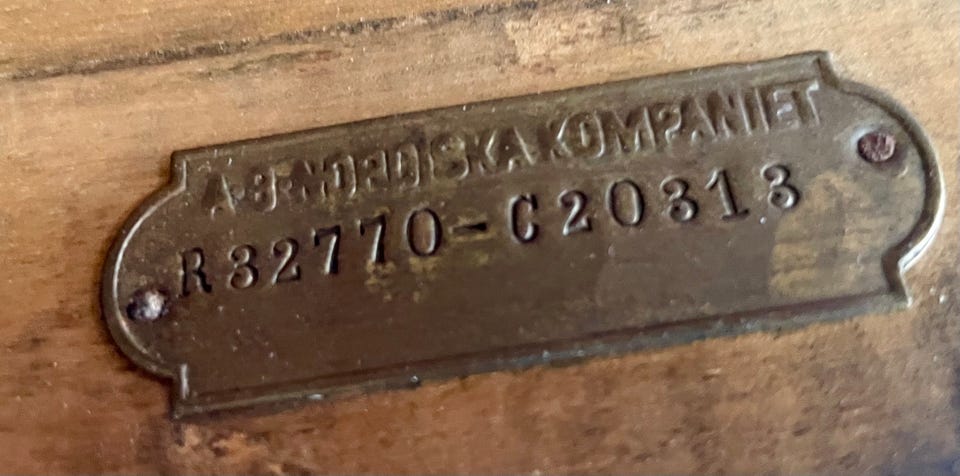 A·B·NORDISKA KOMPANIET
R32770-C20313